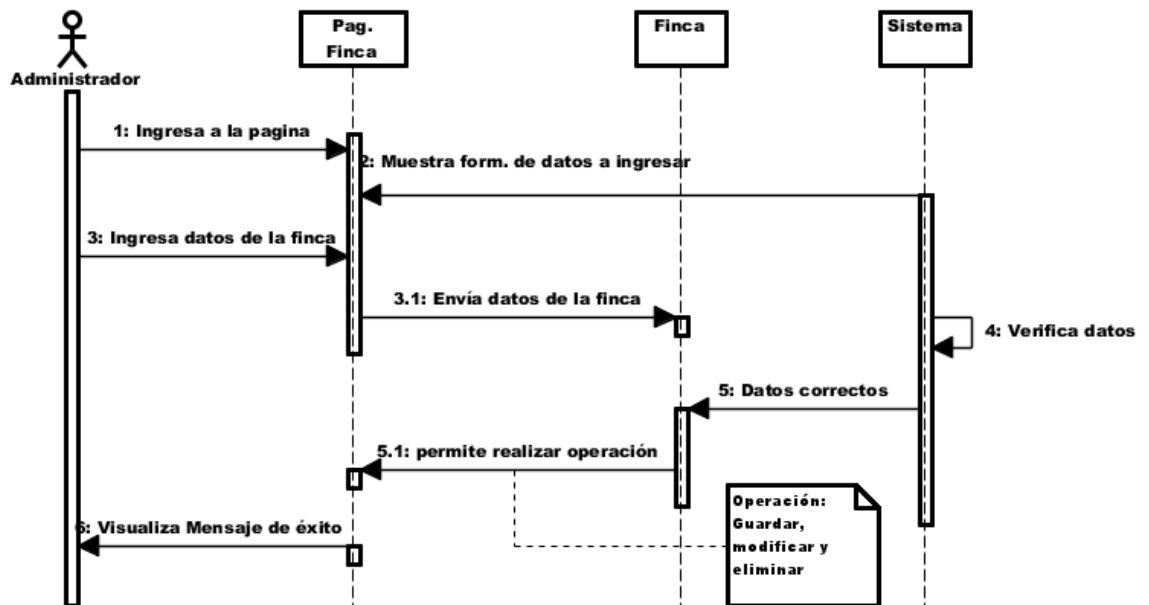 Pag.
Finca
Finca
Sistema
Administrador
1: Ingresa a la pagina
2: Muestra form. de datos a ingresar
3: Ingresa datos de la finca
3.1: Envía datos de la finca
4: Verifica datos
5: Datos correctos
5.1: permite realizar operación
Operación:
Guardar,
modificar y
eliminar
6: Visualiza Mensaje de éxito